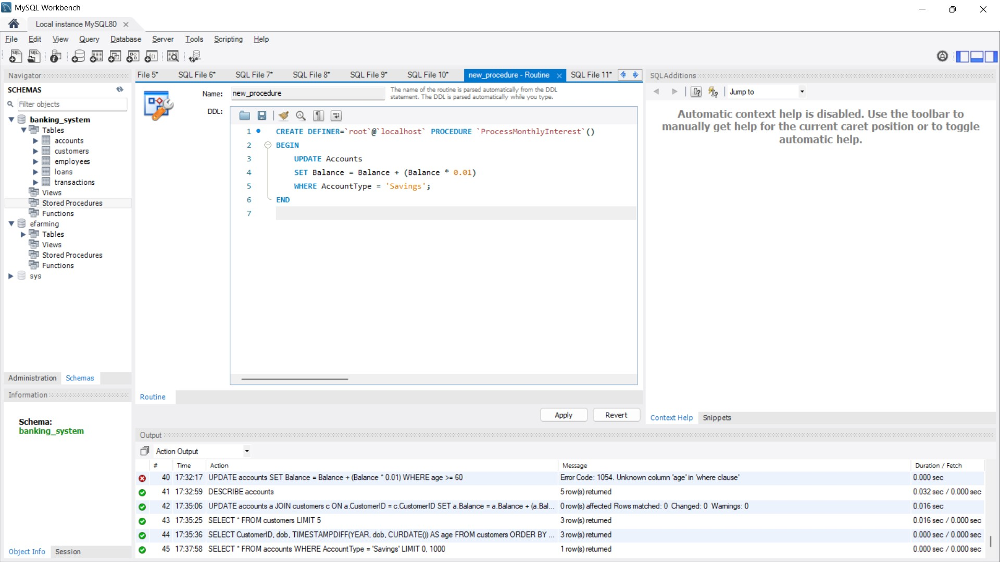 MySQL Workbench
Local instance MySQL80
File Edit View Query Database Server Tools Scripting Help
Navigator
SCHEMAS
Filter objects
banking_system
Tables
accounts
customers
employees
loans
transactions
Views
Stored Procedures
Functions
efarming
Tables
Views
Stored Procedures
Functions
sys
Administration Schemas
Information
Schema:
banking_system
Object Info Session
File 5* SQL File 6* SQL File 7* SQL File 8* SQL File 9* SQL File 10* new_procedure - Routine SQL File 11*
Name: new_procedure
The name of the routine is parsed automatically from the DDL
statement. The DDL is parsed automatically while you type.
DDL:
1 CREATE DEFINER=`root`@`localhost` PROCEDURE `ProcessMonthlyInterest`()
2 BEGIN
3 UPDATE Accounts
4 SET Balance = Balance + (Balance * 0.01)
5 WHERE AccountType = 'Savings';
6 END
7
Routine
Apply Revert
SQLAdditions
Jump to
Automatic context help is disabled. Use the toolbar to
manually get help for the current caret position or to toggle
automatic help.
Context Help Snippets
Output
Action Output
# Time Action Message Duration / Fetch
40 17:32:17 UPDATE accounts SET Balance = Balance + (Balance * 0.01) WHERE age >= 60 Error Code: 1054. Unknown column 'age' in 'where clause' 0.000 sec
41 17:32:59 DESCRIBE accounts 5 row(s) returned 0.032 sec / 0.000 sec
42 17:35:06 UPDATE accounts a JOIN customers c ON a.CustomerID = c.CustomerID SET a.Balance = a.Balance + (a.Bal... 0 row(s) affected Rows matched: 0 Changed: 0 Warnings: 0 0.016 sec
43 17:35:25 SELECT * FROM customers LIMIT 5 3 row(s) returned 0.016 sec / 0.000 sec
44 17:35:36 SELECT CustomerID, dob, TIMESTAMPDIFF(YEAR, dob, CURDATE()) AS age FROM customers ORDER BY ... 3 row(s) returned 0.000 sec / 0.000 sec
45 17:37:58 SELECT * FROM accounts WHERE AccountType = 'Savings' LIMIT 0, 1000 1 row(s) returned 0.000 sec / 0.000 sec